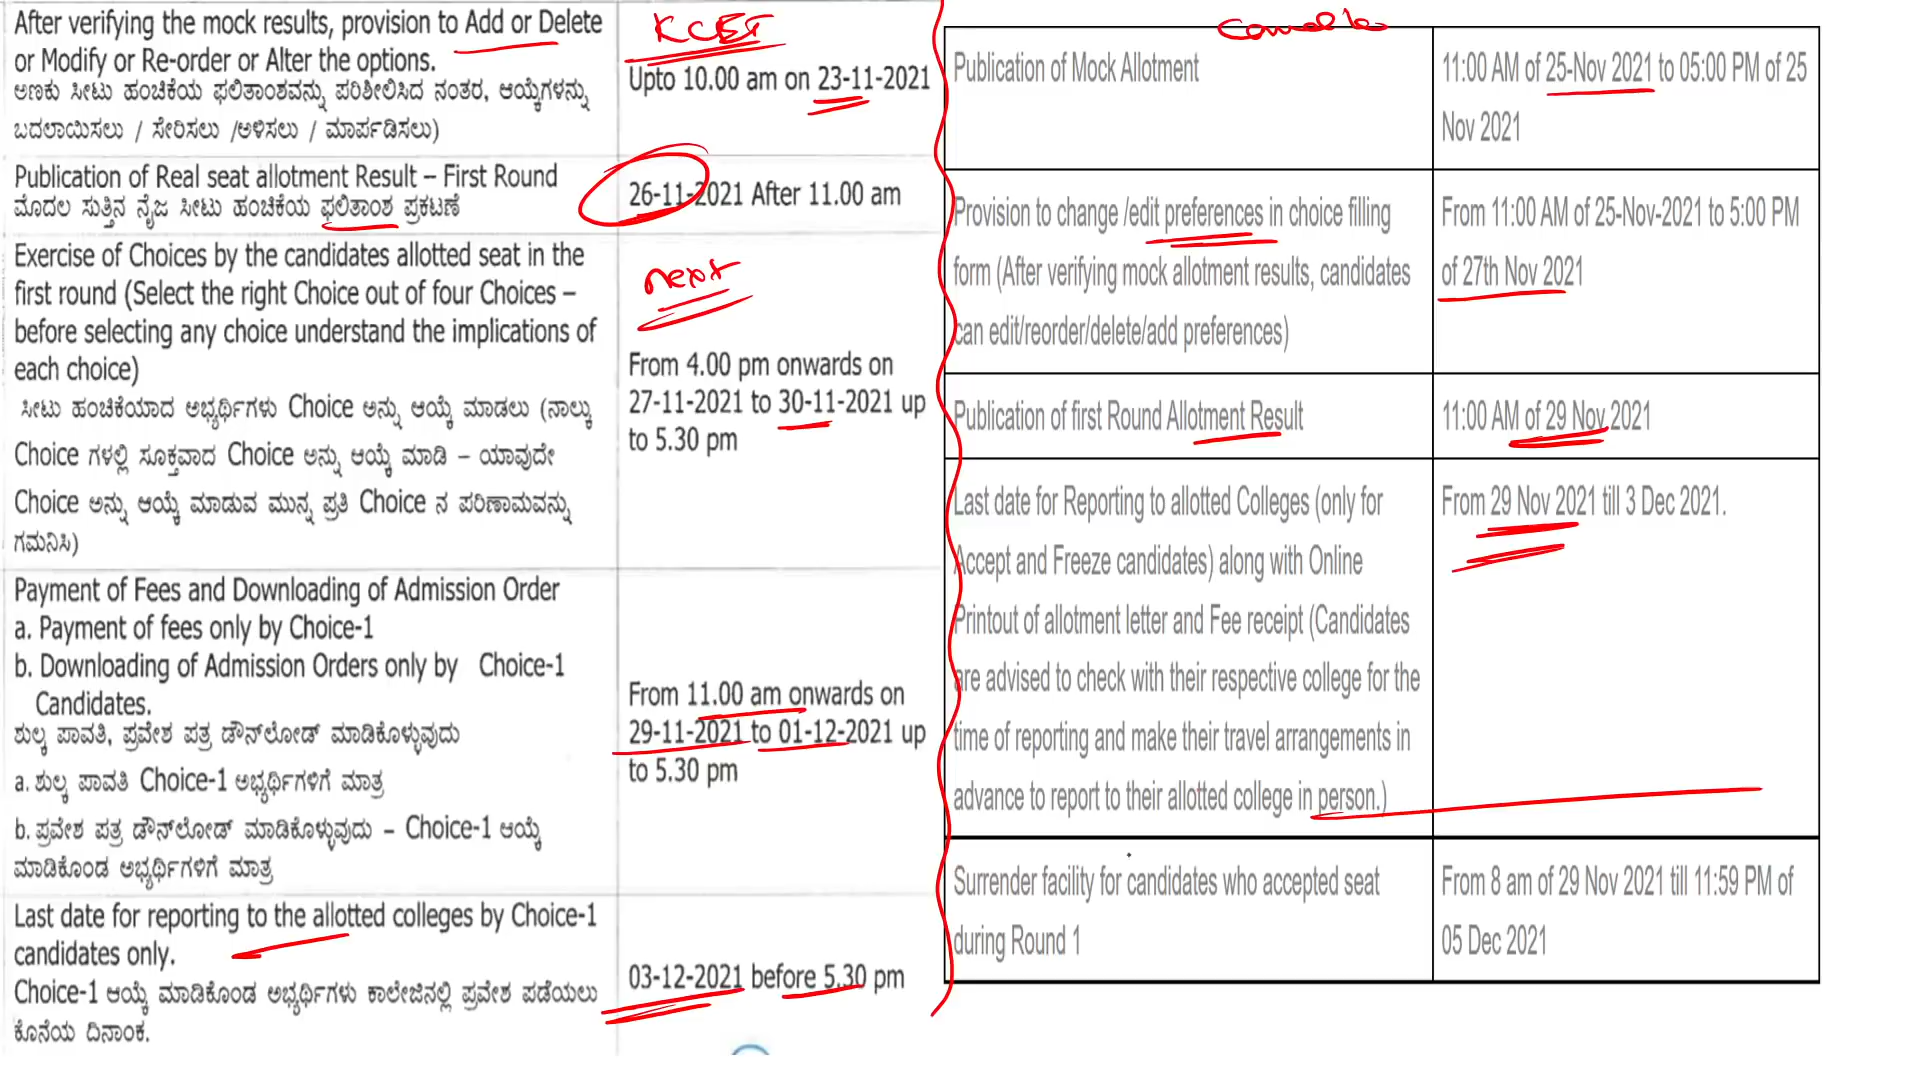 After verifying the mock results, provision to Add or Delete
or Modify or Re-order or Alter the options.
ಅಣಕು ಸೀಟು ಹಂಚಿಕೆಯ ಫಲಿತಾಂಶವನ್ನು ಪರಿಶೀಲಿಸಿದ ನಂತರ, ಆಯ್ಕೆಗಳನ್ನು
ಬದಲಾಯಿಸಲು / ಸೇರಿಸಲು /ಅಳಿಸಲು / ಮಾರ್ಪಡಿಸಲು)
KCET
Upto 10.00 am on 23-11-2021
Publication of Real seat allotment Result – First Round
ಮೊದಲ ಸುತ್ತಿನ ನೈಜ ಸೀಟು ಹಂಚಿಕೆಯ ಫಲಿತಾಂಶ ಪ್ರಕಟಣೆ
26-11-2021 After 11.00 am
Exercise of Choices by the candidates allotted seat in the
first round (Select the right Choice out of four Choices –
before selecting any choice understand the implications of
each choice)
ಸೀಟು ಹಂಚಿಕೆಯಾದ ಅಭ್ಯರ್ಥಿಗಳು Choice ಅನ್ನು ಆಯ್ಕೆ ಮಾಡಲು (ನಾಲ್ಕು
Choice ಗಳಲ್ಲಿ ಸೂಕ್ತವಾದ Choice ಅನ್ನು ಆಯ್ಕೆ ಮಾಡಿ – ಯಾವುದೇ
Choice ಅನ್ನು ಆಯ್ಕೆ ಮಾಡುವ ಮುನ್ನ ಪ್ರತಿ Choice ನ ಪರಿಣಾಮವನ್ನು
ಗಮನಿಸಿ)
next
From 4.00 pm onwards on
27-11-2021 to 30-11-2021 up
to 5.30 pm
Payment of Fees and Downloading of Admission Order
a. Payment of fees only by Choice-1
b. Downloading of Admission Orders only by Choice-1
Candidates.
ಶುಲ್ಕ ಪಾವತಿ, ಪ್ರವೇಶ ಪತ್ರ ಡೌನ್‌ಲೋಡ್ ಮಾಡಿಕೊಳ್ಳುವುದು
a. ಶುಲ್ಕ ಪಾವತಿ Choice-1 ಅಭ್ಯರ್ಥಿಗಳಿಗೆ ಮಾತ್ರ
b. ಪ್ರವೇಶ ಪತ್ರ ಡೌನ್‌ಲೋಡ್ ಮಾಡಿಕೊಳ್ಳುವುದು – Choice-1 ಆಯ್ಕೆ
ಮಾಡಿಕೊಂಡ ಅಭ್ಯರ್ಥಿಗಳಿಗೆ ಮಾತ್ರ
From 11.00 am onwards on
29-11-2021 to 01-12-2021 up
to 5.30 pm
Last date for reporting to the allotted colleges by Choice-1
candidates only.
Choice-1 ಆಯ್ಕೆ ಮಾಡಿಕೊಂಡ ಅಭ್ಯರ್ಥಿಗಳು ಕಾಲೇಜಿನಲ್ಲಿ ಪ್ರವೇಶ ಪಡೆಯಲು
ಕೊನೆಯ ದಿನಾಂಕ.
03-12-2021 before 5.30 pm
Publication of Mock Allotment
11:00 AM of 25-Nov 2021 to 05:00 PM of 25
Nov 2021
Provision to change /edit preferences in choice filling
form (After verifying mock allotment results, candidates
can edit/reorder/delete/add preferences)
From 11:00 AM of 25-Nov-2021 to 5:00 PM
of 27th Nov 2021
Publication of first Round Allotment Result
11:00 AM of 29 Nov 2021
Last date for Reporting to allotted Colleges (only for
Accept and Freeze candidates) along with Online
Printout of allotment letter and Fee receipt (Candidates
are advised to check with their respective college for the
time of reporting and make their travel arrangements in
advance to report to their allotted college in person.)
From 29 Nov 2021 till 3 Dec 2021.
Surrender facility for candidates who accepted seat
during Round 1
From 8 am of 29 Nov 2021 till 11:59 PM of
05 Dec 2021